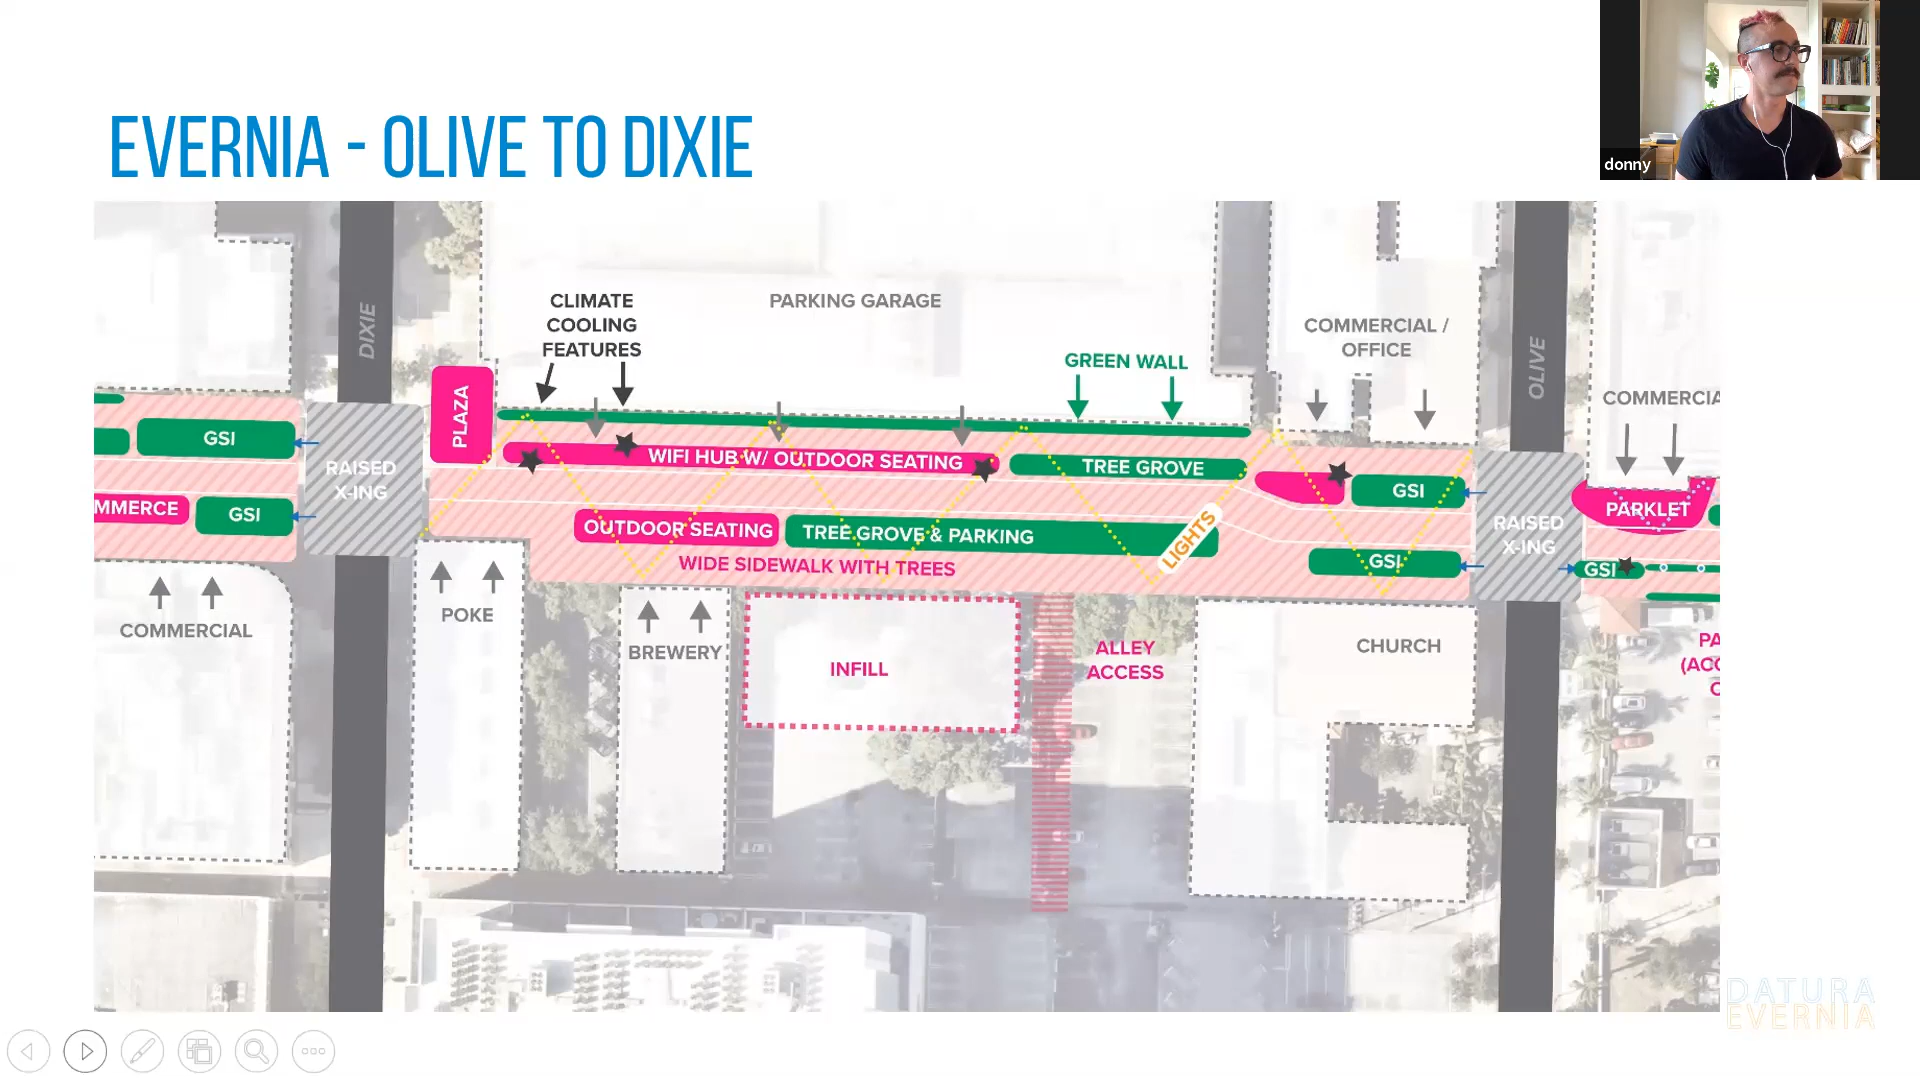 donny
EVERNIA - OLIVE TO DIXIE
DIXIE
CLIMATE
COOLING
FEATURES
PARKING GARAGE
GREEN WALL
COMMERCIAL /
OFFICE
OLIVE
COMMERCIA
PLAZA
GSI
RAISED
X-ING
WIFI HUB W/ OUTDOOR SEATING
TREE GROVE
GSI
MMERCE
GSI
OUTDOOR SEATING
TREE GROVE & PARKING
LIGHTS
RAISED
X-ING
PARKLET
WIDE SIDEWALK WITH TREES
GSI
GSI
COMMERCIAL
POKE
BREWERY
INFILL
ALLEY
ACCESS
CHURCH
PA
(ACC
C
DATURA
EVERNIA